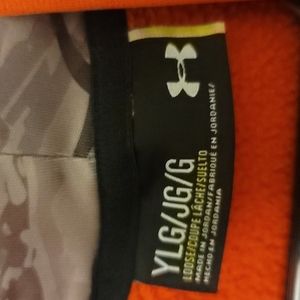 YLG/JG/G
LOOSE/COUPE LÂCHE/SUELTO
MADE IN JORDAN/FABRIQUÉ EN JORDANIE/
HECHO EN JORDANIA